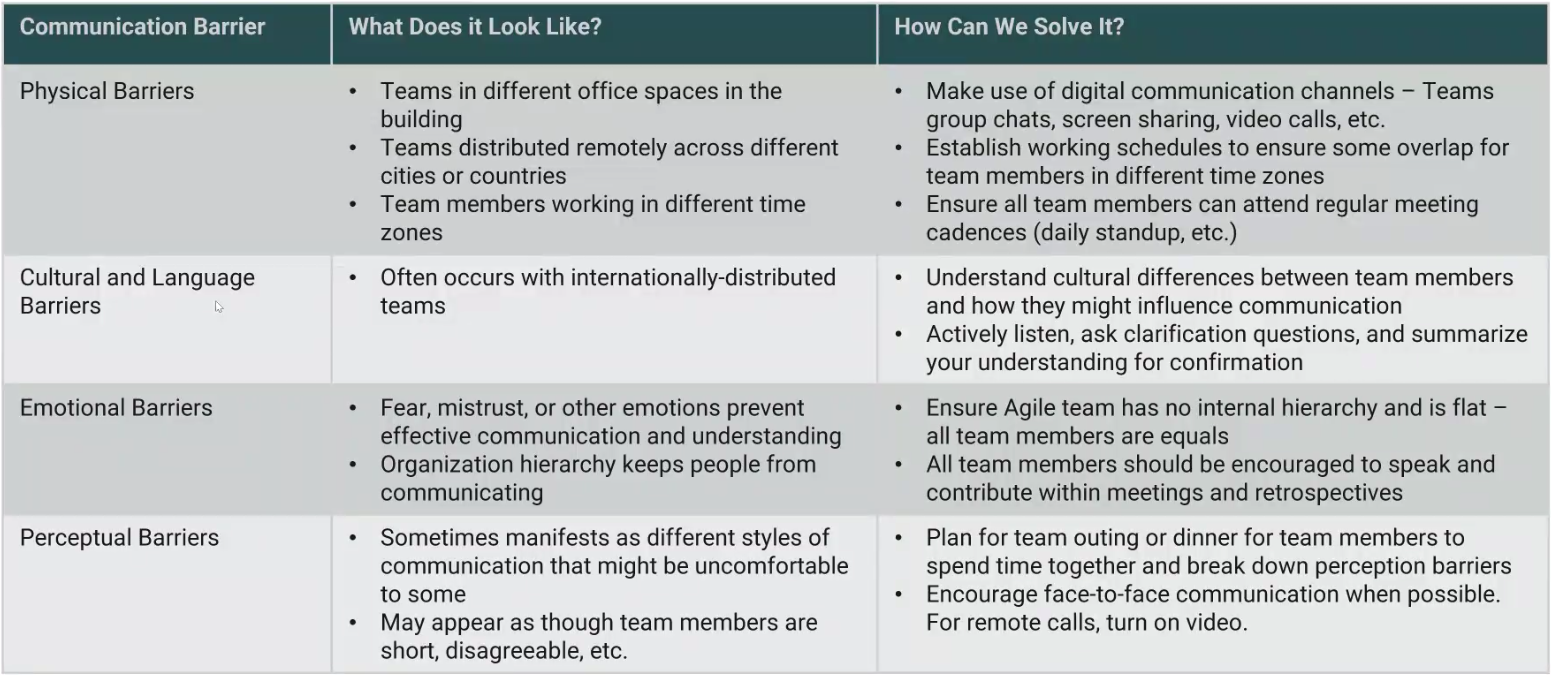 Communication Barrier
What Does it Look Like?
How Can We Solve It?
Physical Barriers
• Teams in different office spaces in the
building
• Teams distributed remotely across different
cities or countries
• Team members working in different time
zones
• Make use of digital communication channels – Teams
group chats, screen sharing, video calls, etc.
• Establish working schedules to ensure some overlap for
team members in different time zones
• Ensure all team members can attend regular meeting
cadences (daily standup, etc.)
Cultural and Language
Barriers
• Often occurs with internationally-distributed
teams
• Understand cultural differences between team members
and how they might influence communication
• Actively listen, ask clarification questions, and summarize
your understanding for confirmation
Emotional Barriers
• Fear, mistrust, or other emotions prevent
effective communication and understanding
• Organization hierarchy keeps people from
communicating
• Ensure Agile team has no internal hierarchy and is flat –
all team members are equals
• All team members should be encouraged to speak and
contribute within meetings and retrospectives
Perceptual Barriers
• Sometimes manifests as different styles of
communication that might be uncomfortable
to some
• May appear as though team members are
short, disagreeable, etc.
• Plan for team outing or dinner for team members to
spend time together and break down perception barriers
• Encourage face-to-face communication when possible.
For remote calls, turn on video.